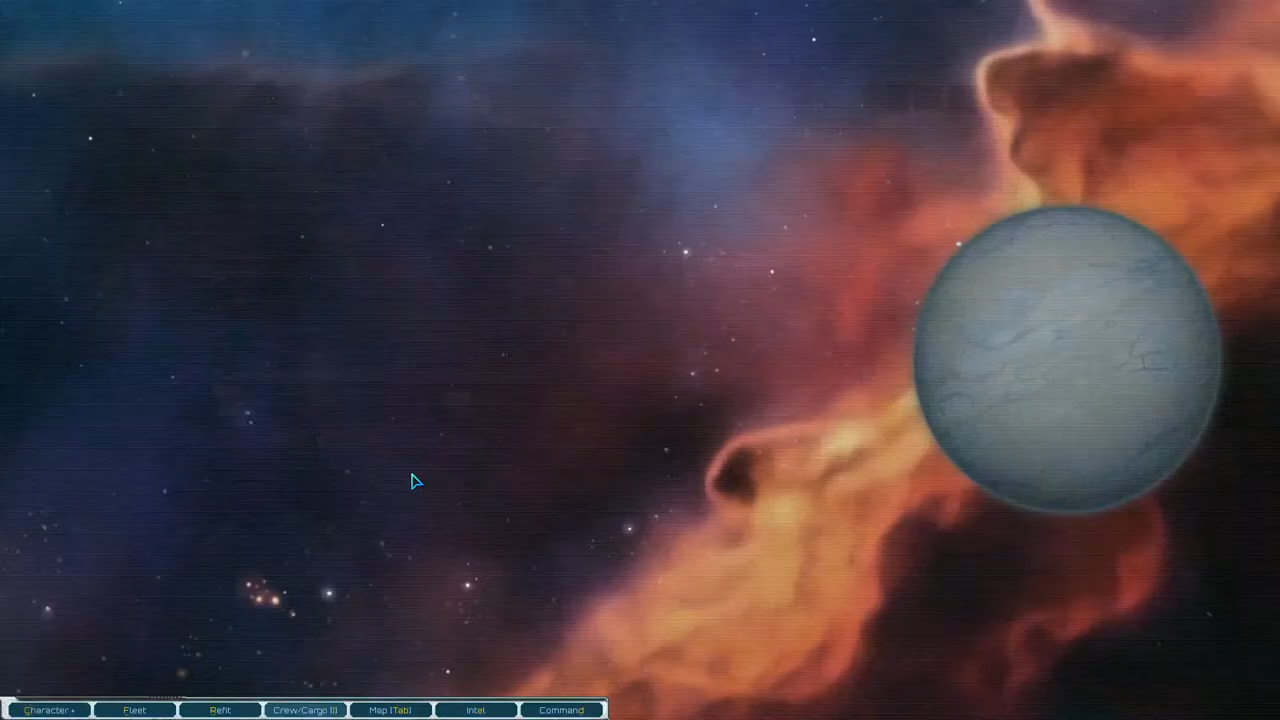 Character • Fleet Refit Crew/Cargo (I) Map (Tab) Intel Command